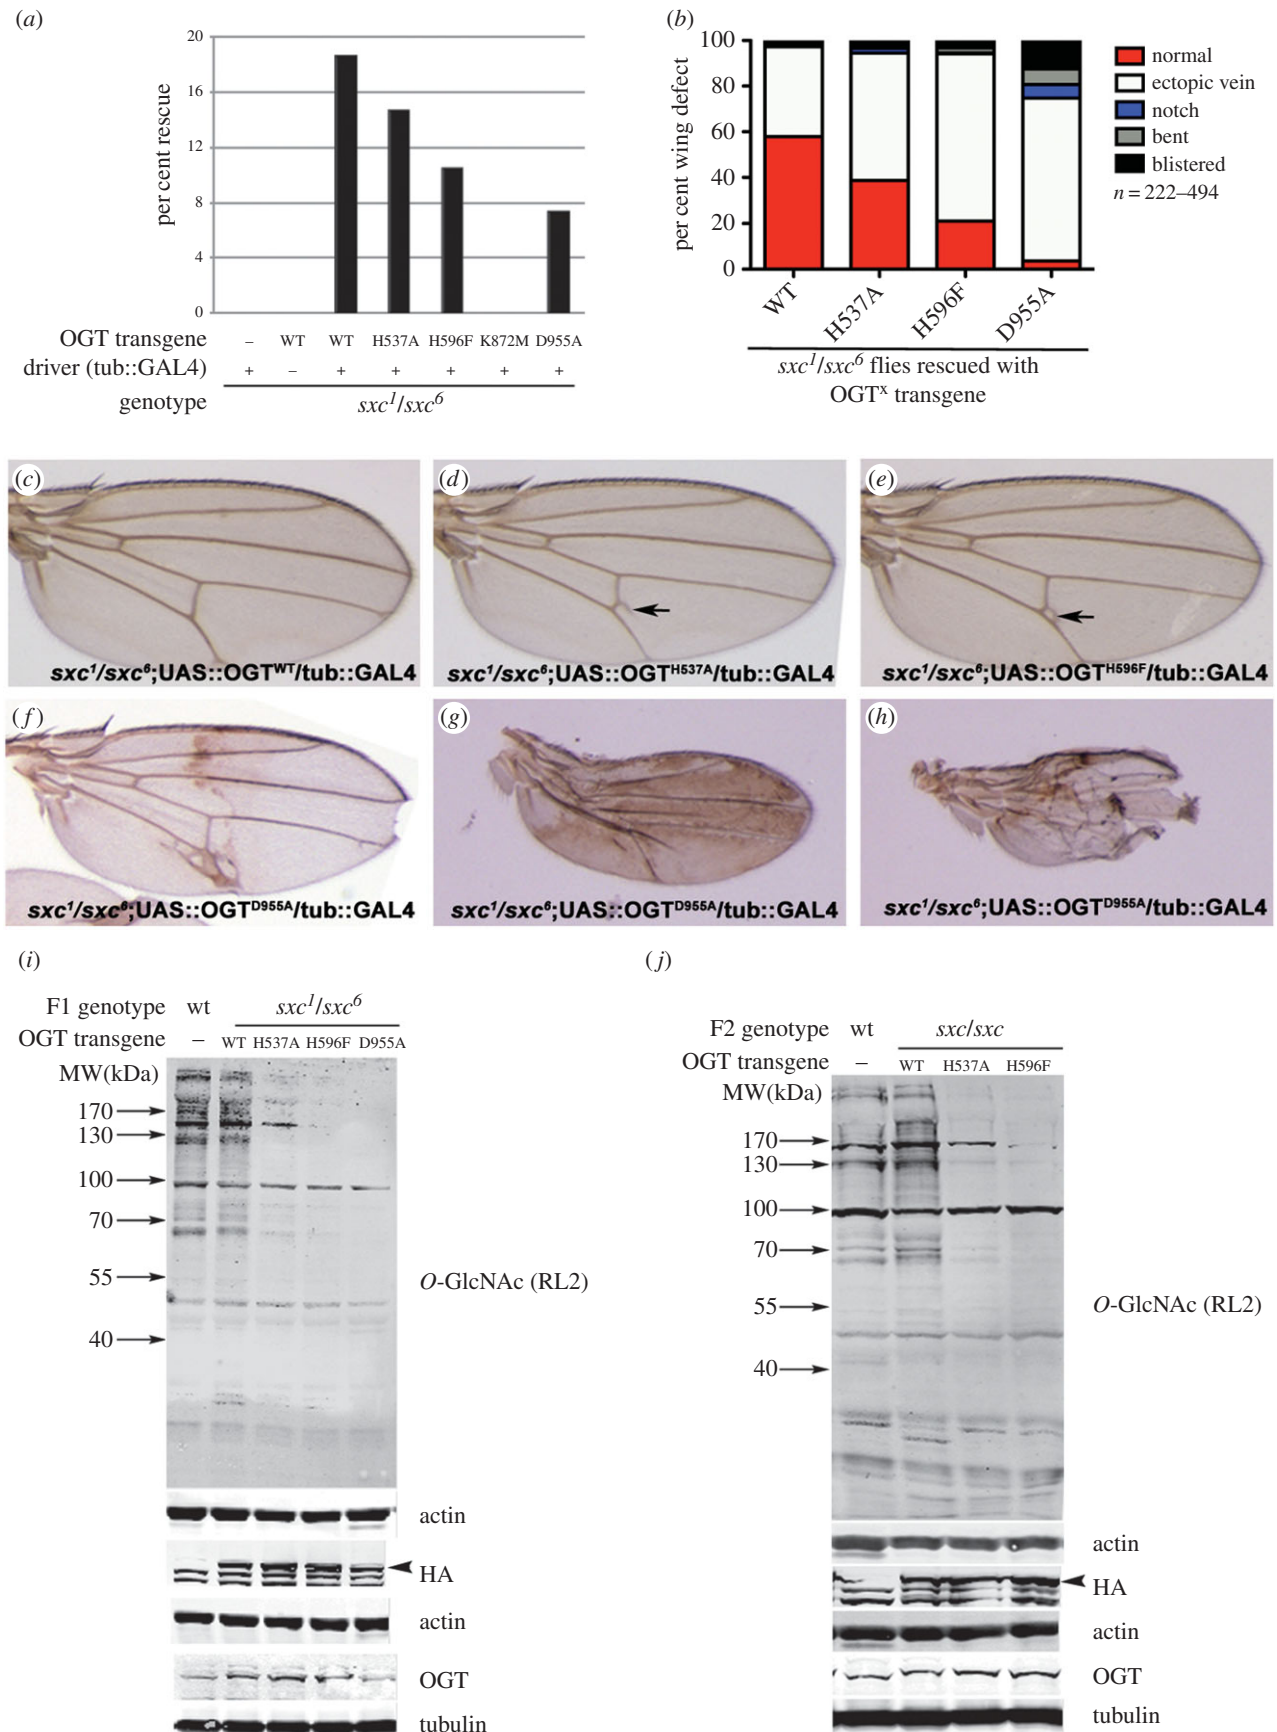 (a)
20
16
12
8
4
0
per cent rescue
OGT transgene – WT WT H537A H596F K872M D955A
driver (tub::GAL4) + – + + + + +
genotype sxc1/sxc6
(b)
100
80
60
40
20
0
per cent wing defect
WT
H537A
H596F
D955A
sxc1/sxc6 flies rescued with
OGTx transgene
normal
ectopic vein
notch
bent
blistered
n = 222–494
(c)
sxc1/sxc6;UAS::OGTWT/tub::GAL4
(d)
sxc1/sxc6;UAS::OGTH537A/tub::GAL4
(e)
sxc1/sxc6;UAS::OGTH596F/tub::GAL4
(f)
sxc1/sxc6;UAS::OGTD955A/tub::GAL4
(g)
sxc1/sxc6;UAS::OGTD955A/tub::GAL4
(h)
sxc1/sxc6;UAS::OGTD955A/tub::GAL4
(i)
F1 genotype wt sxc1/sxc6
OGT transgene – WT H537A H596F D955A
MW(kDa)
170
130
100
70
55
40
O-GlcNAc (RL2)
actin
HA
actin
OGT
tubulin
(j)
F2 genotype wt sxc/sxc
OGT transgene – WT H537A H596F
MW(kDa)
170
130
100
70
55
40
O-GlcNAc (RL2)
actin
HA
actin
OGT
tubulin